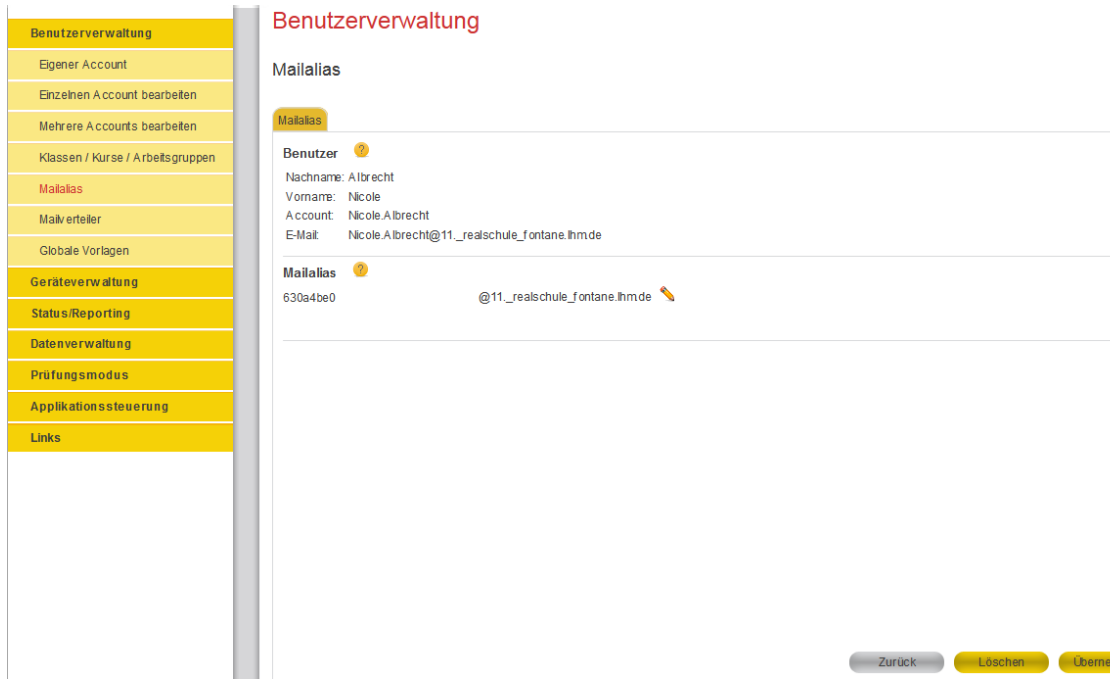 Benutzerverwaltung
Eigener Account
Einzelnen Account bearbeiten
Mehrere Accounts bearbeiten
Klassen / Kurse / Arbeitsgruppen
Mailalias
Mailverteiler
Globale Vorlagen
Geräteverwaltung
Status/Reporting
Datenverwaltung
Prüfungsmodus
Applikationssteuerung
Links
Benutzerverwaltung
Mailalias
Mailalias
Benutzer ?
Nachname: Albrecht
Vorname: Nicole
Account: Nicole.Albrecht
E-Mail: Nicole.Albrecht@11._realschule_fontane.lhm.de
Mailalias ?
630a4be0 @11._realschule_fontane.lhm.de
Zurück Löschen Überne